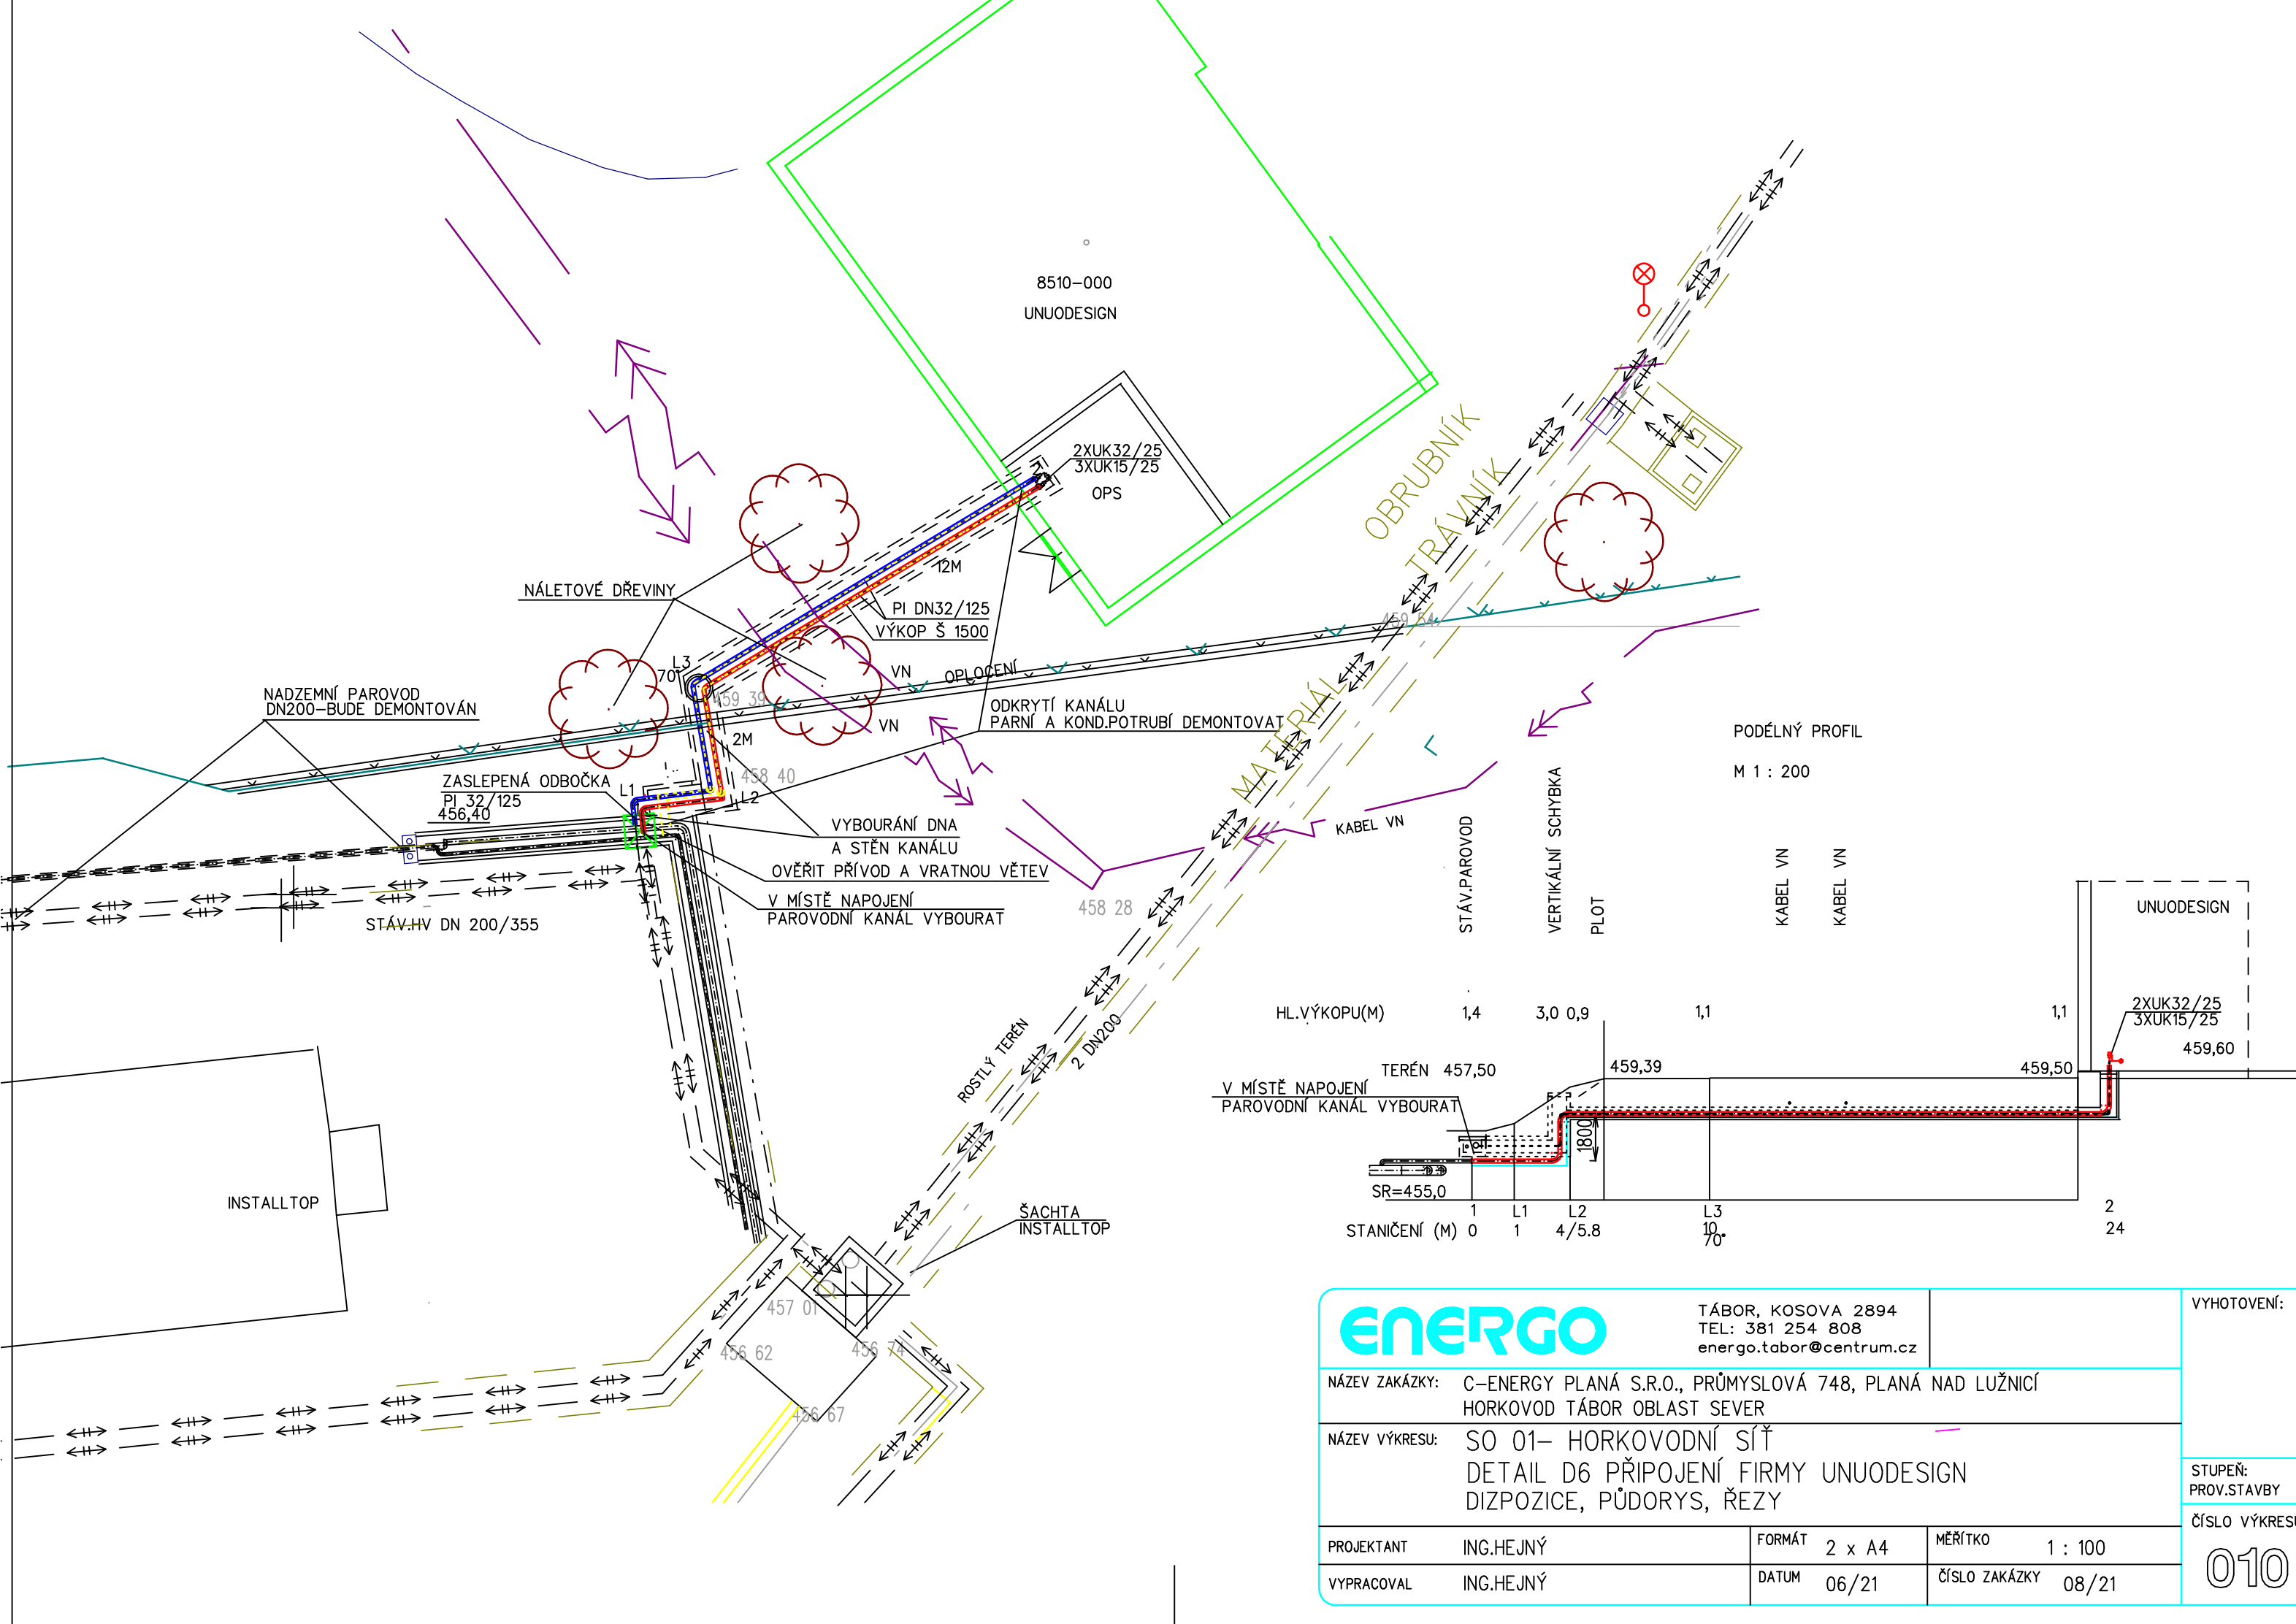 8510-000
UNUODESIGN
2XUK32/25
3XUK15/25
OPS
OBRUBNÍK
TRÁVNÍK
MATERIÁL
12M
NÁLETOVÉ DŘEVINY
PI DN32/125
VÝKOP Š 1500
459 54
L3
70°
VN
OPLOCENÍ
459 39
VN
NADZEMNÍ PAROVOD
DN200-BUDE DEMONTOVÁN
ODKRYTÍ KANÁLU
PARNÍ A KOND.POTRUBÍ DEMONTOVAT
2M
458 40
ZASLEPENÁ ODBOČKA
PI 32/125
456,40
L1
L2
VYBOURÁNÍ DNA
A STĚN KANÁLU
OVĚŘIT PŘÍVOD A VRATNOU VĚTEV
V MÍSTĚ NAPOJENÍ
PAROVODNÍ KANÁL VYBOURAT
STÁV.HV DN 200/355
KABEL VN
458 28
ROSTLÝ TERÉN
2 DN200
INSTALLTOP
ŠACHTA
INSTALLTOP
457 01
456 62
456 74
456 67
PODÉLNÝ PROFIL
M 1 : 200
STÁV.PAROVOD
VERTIKÁLNÍ SCHYBKA
PLOT
KABEL VN
KABEL VN
UNUODESIGN
HL.VÝKOPU(M) 1,4 3,0 0,9 1,1 1,1
2XUK32/25
3XUK15/25
459,60
TERÉN 457,50 459,39 459,50
V MÍSTĚ NAPOJENÍ
PAROVODNÍ KANÁL VYBOURAT
1800
SR=455,0
1 L1 L2 L3 2
STANIČENÍ (M) 0 1 4/5.8 10 24
70°
ENERGO
TÁBOR, KOSOVA 2894
TEL: 381 254 808
energo.tabor@centrum.cz
VYHOTOVENÍ:
NÁZEV ZAKÁZKY: C-ENERGY PLANÁ S.R.O., PRŮMYSLOVÁ 748, PLANÁ NAD LUŽNICÍ
HORKOVOD TÁBOR OBLAST SEVER
NÁZEV VÝKRESU: SO 01- HORKOVODNÍ SÍŤ
DETAIL D6 PŘIPOJENÍ FIRMY UNUODESIGN
DIZPOZICE, PŮDORYS, ŘEZY
STUPEŇ:
PROV.STAVBY
ČÍSLO VÝKRESU
010
PROJEKTANT ING.HEJNÝ FORMÁT 2 x A4 MĚŘÍTKO 1 : 100
VYPRACOVAL ING.HEJNÝ DATUM 06/21 ČÍSLO ZAKÁZKY 08/21